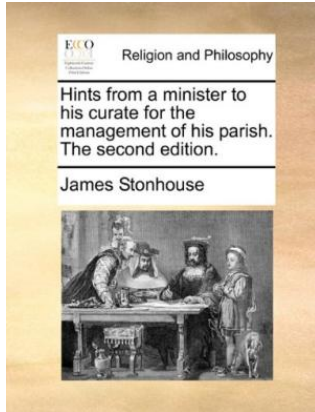 ECCO
Religion and Philosophy
Hints from a minister to
his curate for the
management of his parish.
The second edition.
James Stonhouse